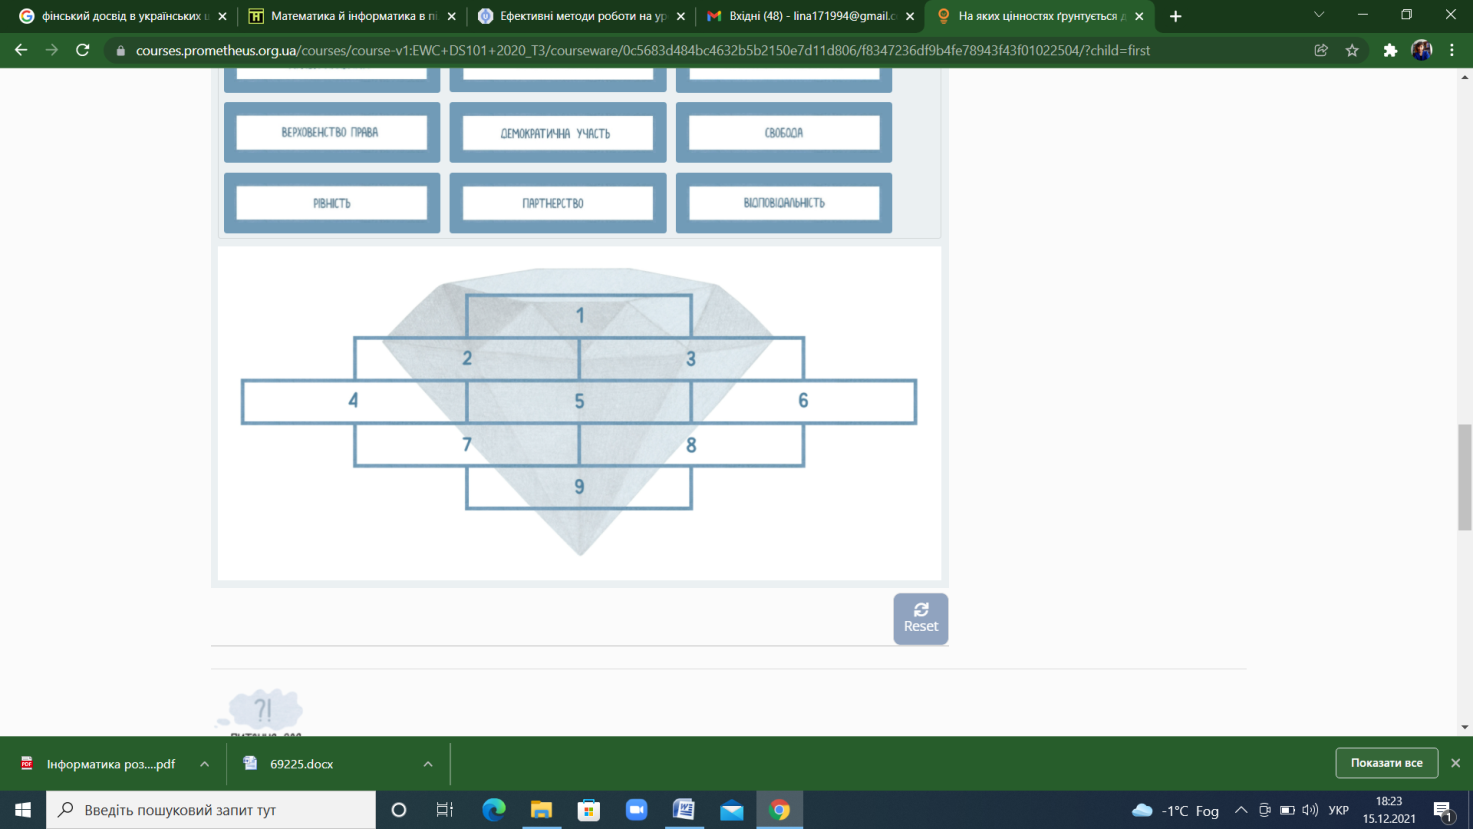 фінський досвід в українських ш
Математика й інформатика в пі
Ефективні методи роботи на ур
Вхідні (48) - lina171994@gmail.c
На яких цінностях ґрунтується д
courses.prometheus.org.ua/courses/course-v1:EWC+DS101+2020_T3/courseware/0c5683d484bc4632b5b2150e7d11d806/f8347236df9b4fe78943f43f01022504/?child=first
ВЕРХОВЕНСТВО ПРАВА
ДЕМОКРАТИЧНА УЧАСТЬ
СВОБОДА
РІВНІСТЬ
ПАРТНЕРСТВО
ВІДПОВІДАЛЬНІСТЬ
1
2 3
4 5 6
7 8
9
Reset
?!
Інформатика роз....pdf
69225.docx
Показати все
Введіть пошуковий запит тут
-1°C Fog
УКР
18:23
15.12.2021
1